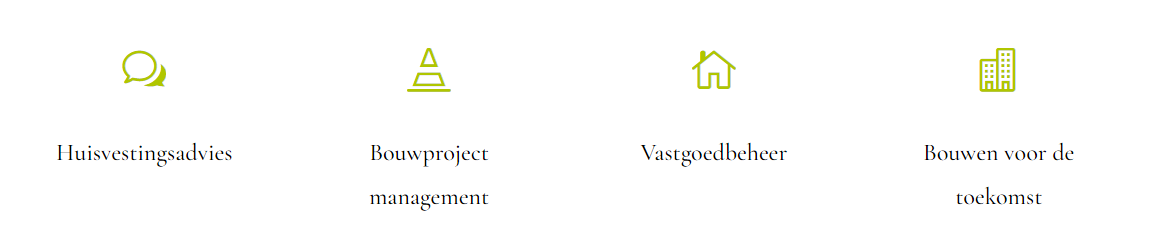 Huisvestingsadvies
Bouwproject
management
Vastgoedbeheer
Bouwen voor de
toekomst